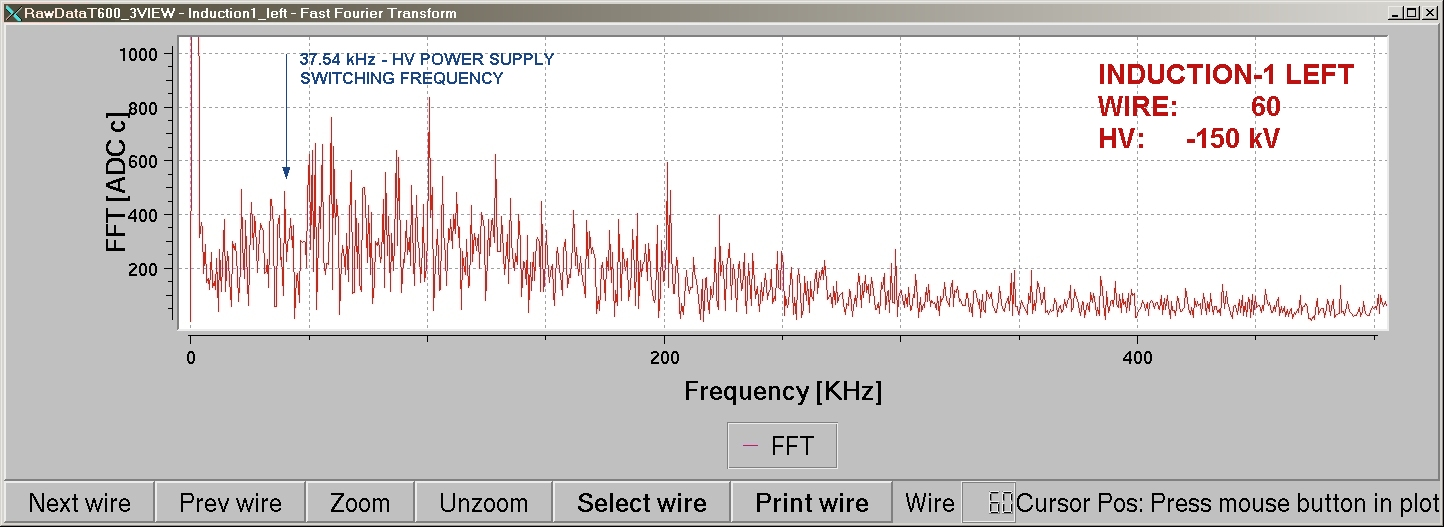 RawDataT600_3VIEW - Induction1_left - Fast Fourier Transform
1000
800
600
400
200
FFT [ADC c]
37.54 kHz - HV POWER SUPPLY
SWITCHING FREQUENCY
INDUCTION-1 LEFT
WIRE: 60
HV: -150 kV
0 200 400
Frequency [KHz]
FFT
Next wire Prev wire Zoom Unzoom Select wire Print wire Wire 60 Cursor Pos: Press mouse button in plot